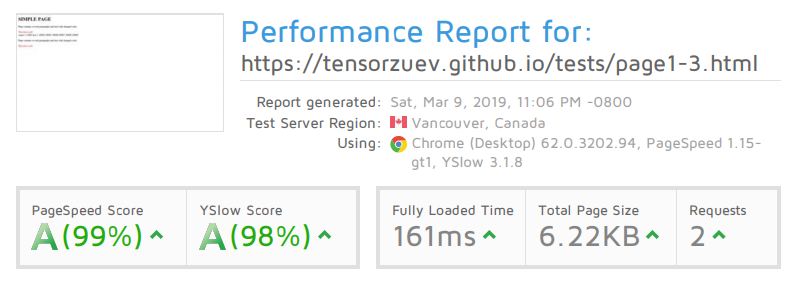 SIMPLE PAGE
Performance Report for:
https://tensorzuev.github.io/tests/page1-3.html
Report generated: Sat, Mar 9, 2019, 11:06 PM -0800
Test Server Region: Vancouver, Canada
Using: Chrome (Desktop) 62.0.3202.94, PageSpeed 1.15-
gt1, YSlow 3.1.8
PageSpeed Score YSlow Score Fully Loaded Time Total Page Size Requests
A(99%) A(98%) 161ms 6.22KB 2